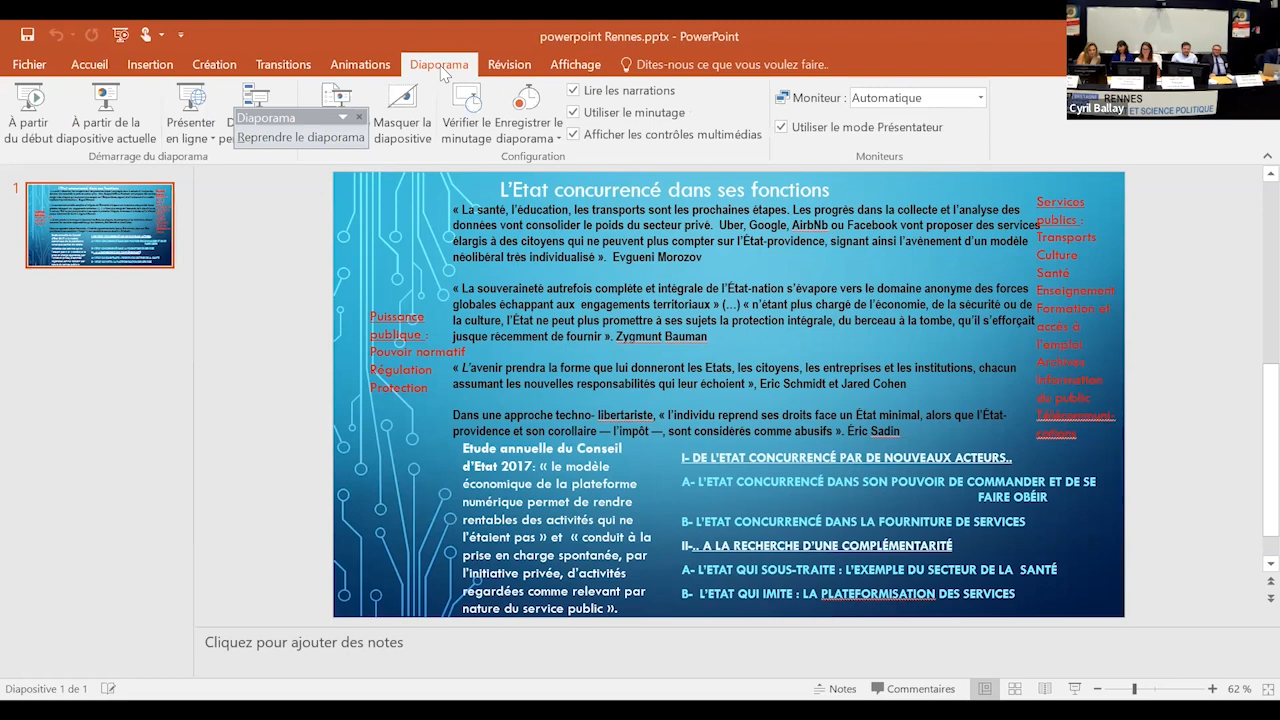 powerpoint Rennes.pptx - PowerPoint
Fichier
Accueil
Insertion
Création
Transitions
Animations
Diaporama
Révision
Affichage
Dites-nous ce que vous voulez faire..
À partir
du début
À partir de la
diapositive actuelle
Présenter
en ligne
Diaporama
Reprendre le diaporama
Masquer la
diapositive
Vérifier le
minutage
Enregistrer le
diaporama
Lire les narrations
Utiliser le minutage
Afficher les contrôles multimédias
Moniteur :
Automatique
Utiliser le mode Présentateur
Démarrage du diaporama
Configuration
Moniteurs
Cyril Ballay
RENNES
ET SCIENCE POLITIQUE
1
L'Etat concurrencé dans ses fonctions
« La santé, l'éducation, les transports sont les prochaines étapes. Les progrès dans la collecte et l'analyse des
données vont consolider le poids du secteur privé. Uber, Google, AirbNb ou Facebook vont proposer des services
élargis à des citoyens qui ne peuvent plus compter sur l'État-providence, signant ainsi l'avènement d'un modèle
néolibéral très individualisé ». Evgueni Morozov
« La souveraineté autrefois complète et intégrale de l'État-nation s'évapore vers le domaine anonyme des forces
globales échappant aux engagements territoriaux » (…) « n'étant plus chargé de l'économie, de la sécurité ou de
la culture, l'État ne peut plus promettre à ses sujets la protection intégrale, du berceau à la tombe, qu'il s'efforçait
jusque récemment de fournir ». Zygmunt Bauman
« L'avenir prendra la forme que lui donneront les Etats, les citoyens, les entreprises et les institutions, chacun
assumant les nouvelles responsabilités qui leur échoient », Eric Schmidt et Jared Cohen
Dans une approche techno- libertariste, « l'individu reprend ses droits face un État minimal, alors que l'État-
providence et son corollaire — l'impôt —, sont considérés comme abusifs ». Éric Sadin
Puissance
publique :
Pouvoir normatif
Régulation
Protection
Services
publics :
Transports
Culture
Santé
Enseignement
Formation et
accès à
l'emploi
Archives
Information
du public
Télécommuni-
cations
Etude annuelle du Conseil
d'Etat 2017: « le modèle
économique de la plateforme
numérique permet de rendre
rentables des activités qui ne
l'étaient pas » et « conduit à la
prise en charge spontanée, par
l'initiative privée, d'activités
regardées comme relevant par
nature du service public ».
I- DE L'ETAT CONCURRENCÉ PAR DE NOUVEAUX ACTEURS..
A- L'ETAT CONCURRENCÉ DANS SON POUVOIR DE COMMANDER ET DE SE
FAIRE OBÉIR
B- L'ETAT CONCURRENCÉ DANS LA FOURNITURE DE SERVICES
II-.. A LA RECHERCHE D'UNE COMPLÉMENTARITÉ
A- L'ETAT QUI SOUS-TRAITE : L'EXEMPLE DU SECTEUR DE LA SANTÉ
B- L'ETAT QUI IMITE : LA PLATEFORMISATION DES SERVICES
Cliquez pour ajouter des notes
Diapositive 1 de 1
Notes
Commentaires
62 %